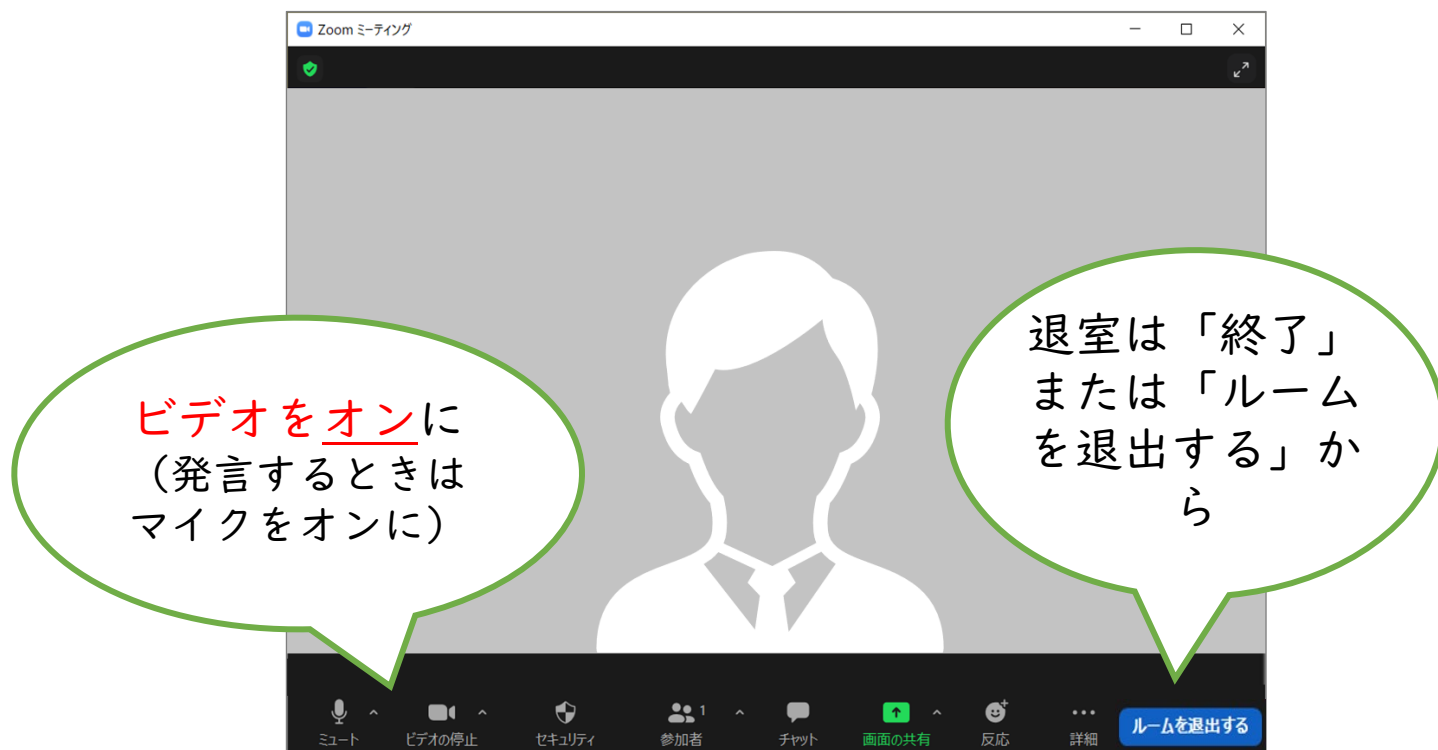 Zoom ミーティング
ビデオをオンに
（発言するときは
マイクをオンに）
退室は「終了」
または「ルーム
を退出する」か
ら
ミュート
ビデオの停止
セキュリティ
1
参加者
チャット
画面の共有
反応
詳細
ルームを退出する